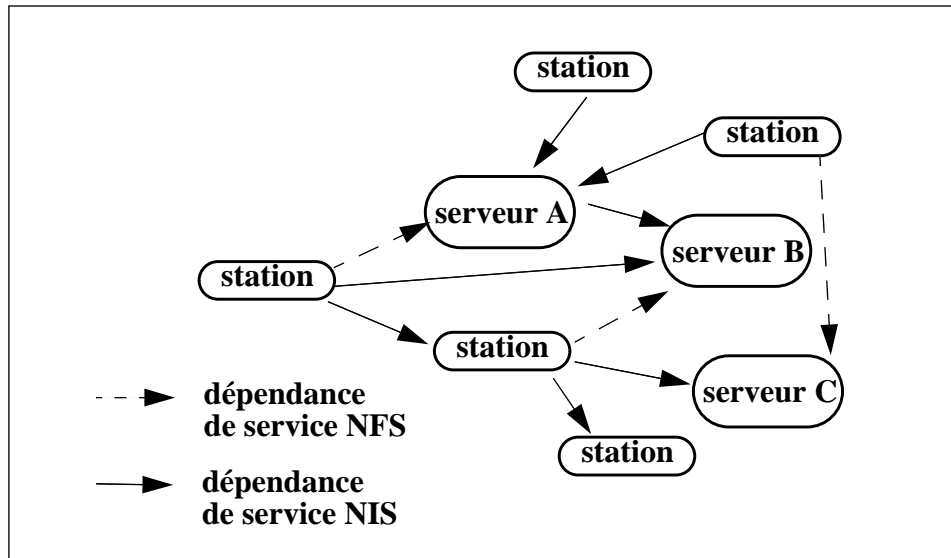 station
station
serveur A
serveur B
station
station
serveur C
station
dépendance
de service NFS
dépendance
de service NIS